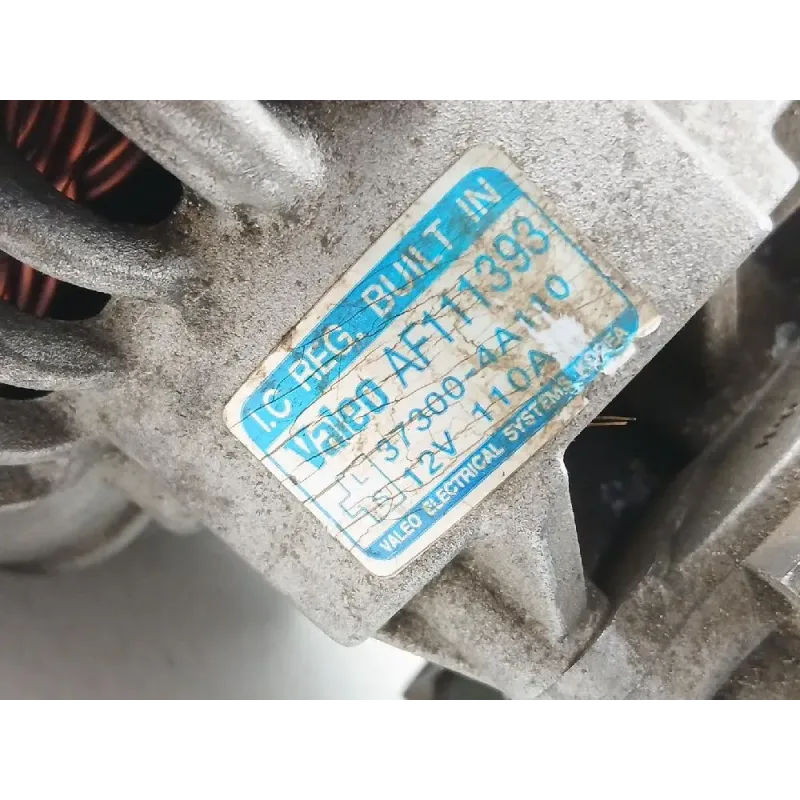 I.C REG. BUILT IN
Valeo AF111393
37300-4A110
12V 110A
VALEO ELECTRICAL SYSTEMS KOREA